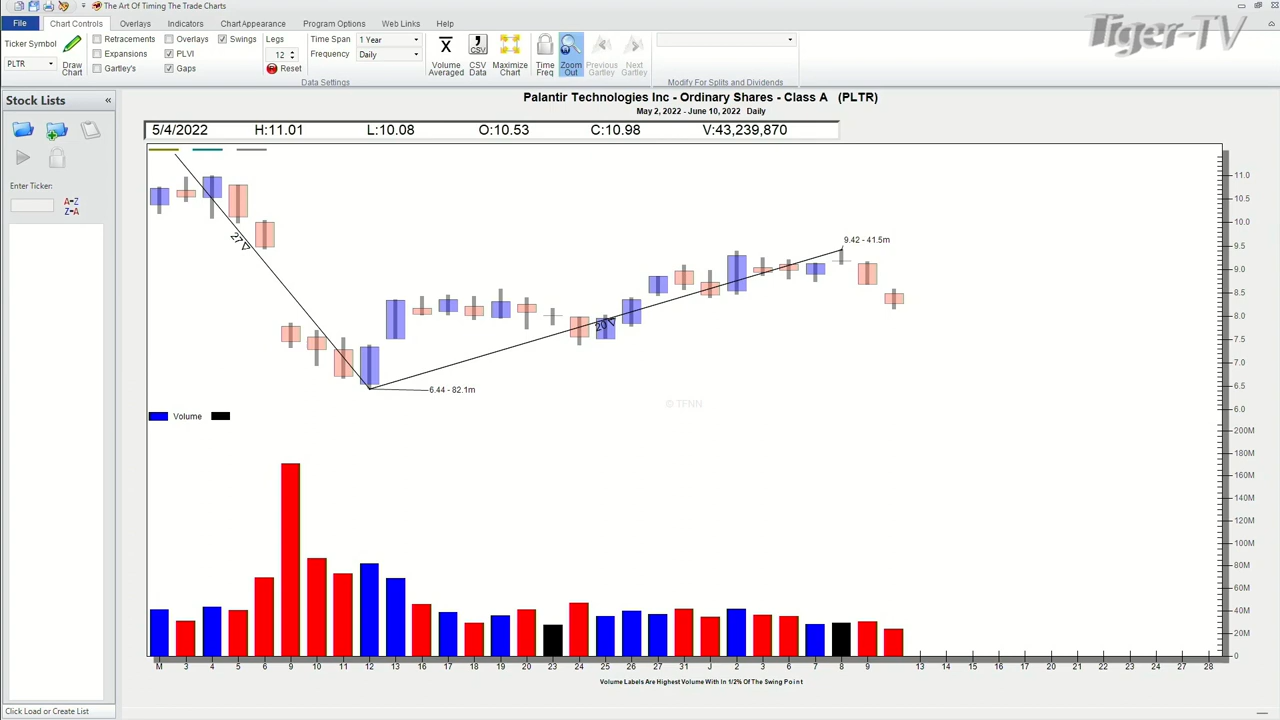 The Art Of Timing The Trade Charts
Tiger-TV
File Chart Controls Overlays Indicators Chart Appearance Program Options Web Links Help
Ticker Symbol
PLTR
Draw Chart
Retracements Overlays Swings
Expansions PLVI
Gartley's Gaps
Legs
12
Reset
Time Span 1 Year
Frequency Daily
Data Settings
Volume Averaged
CSV
CSV Data
Maximize Chart
Time Freq
Zoom Out
Previous Gartley
Next Gartley
Modify For Splits and Dividends
Stock Lists «
Enter Ticker:
A-Z
Z-A
Click Load or Create List
Palantir Technologies Inc - Ordinary Shares - Class A (PLTR)
May 2, 2022 - June 10, 2022 Daily
5/4/2022 H:11.01 L:10.08 O:10.53 C:10.98 V:43,239,870
27
20
9.42 - 41.5m
6.44 - 82.1m
© TFNN
11.0
10.5
10.0
9.5
9.0
8.5
8.0
7.5
7.0
6.5
6.0
Volume
200M
180M
160M
140M
120M
100M
80M
60M
40M
20M
0
M 3 4 5 6 9 10 11 12 13 16 17 18 19 20 23 24 25 26 27 31 J 2 3 6 7 8 9 13 14 15 16 17 20 21 22 23 24 27 28
Volume Labels Are Highest Volume With In 1/2% Of The Swing Point